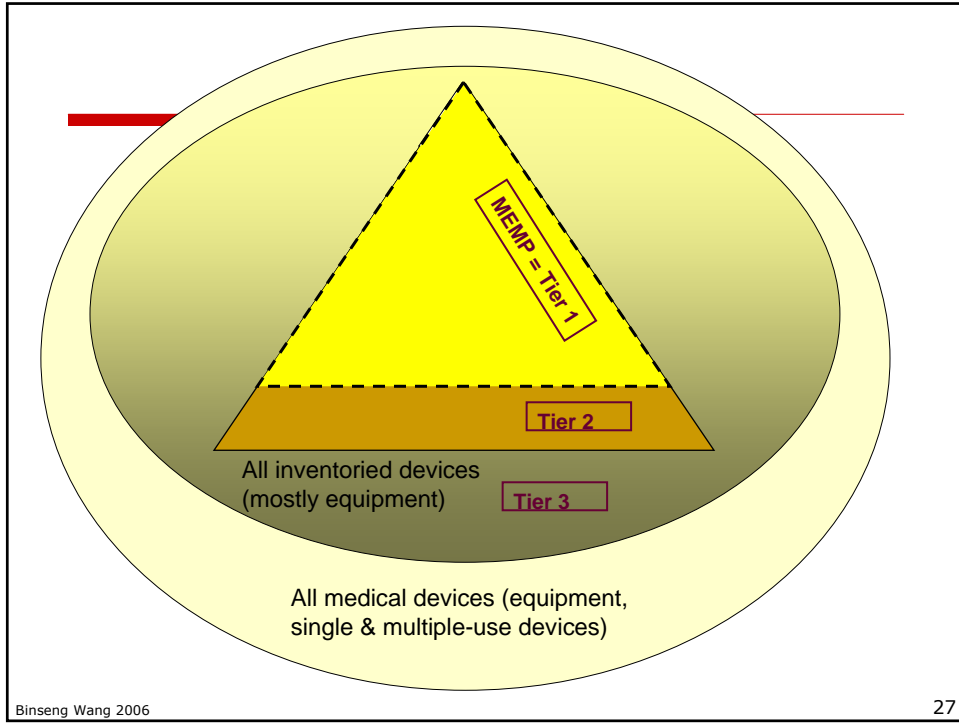 MEMP = Tier 1
Tier 2
All inventoried devices
(mostly equipment)
Tier 3
All medical devices (equipment,
single & multiple-use devices)
Binseng Wang 2006
27